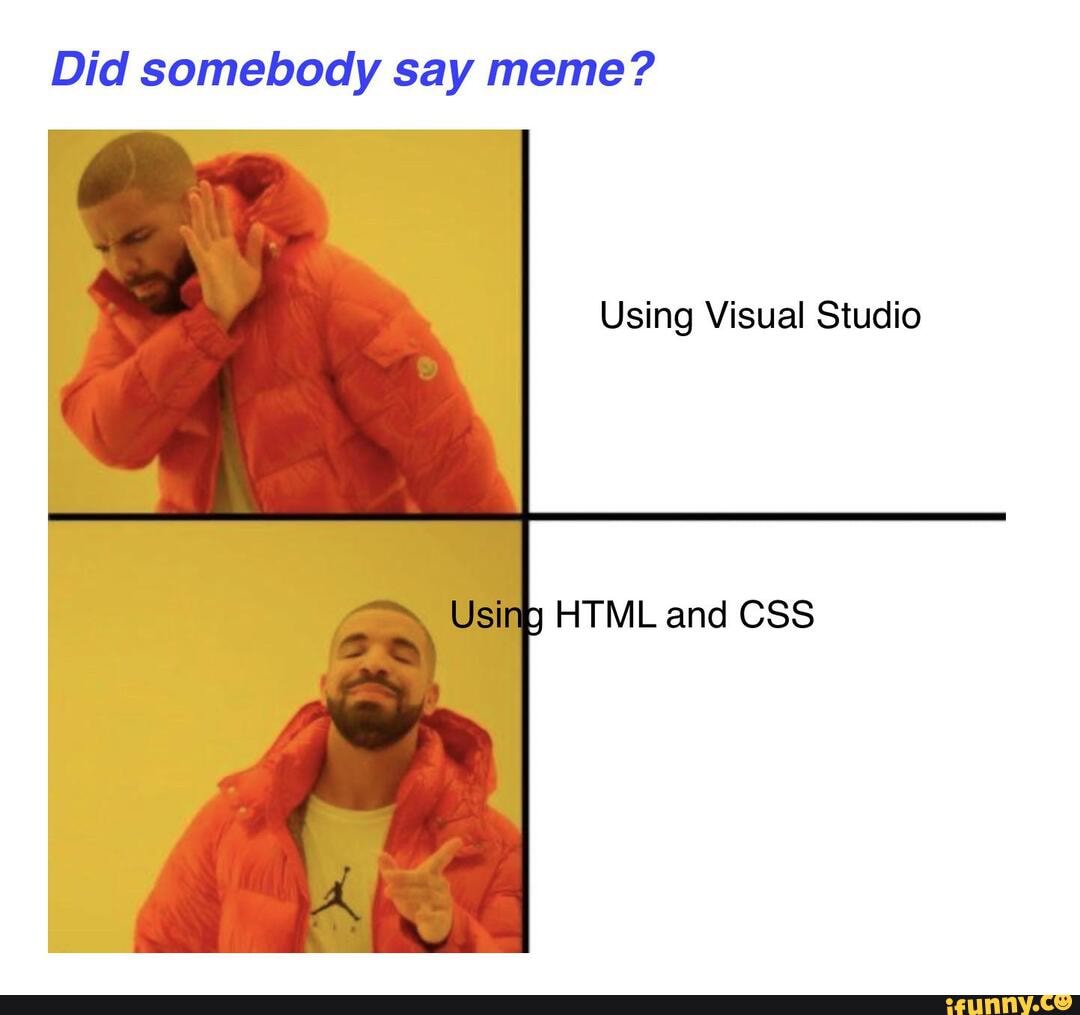 Did somebody say meme?
Using Visual Studio
Using HTML and CSS
ifunny.co